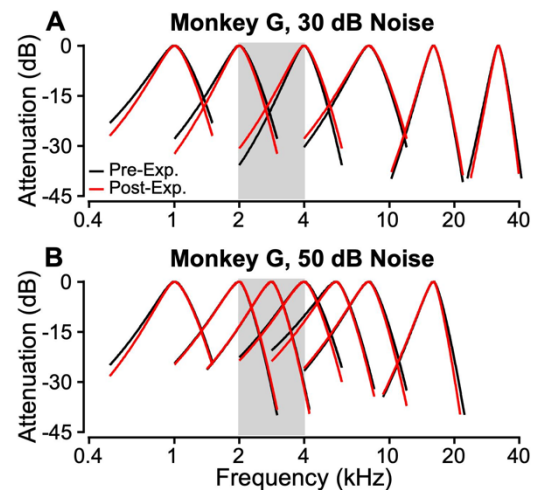 A
Monkey G, 30 dB Noise
Attenuation (dB)
0
-15
-30
-45
Pre-Exp.
Post-Exp.
0.4 1 2 4 10 20 40
B
Monkey G, 50 dB Noise
Attenuation (dB)
0
-15
-30
-45
0.4 1 2 4 10 20 40
Frequency (kHz)